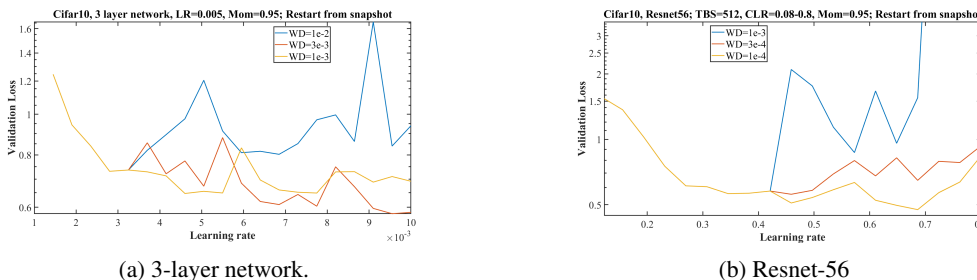 Cifar10, 3 layer network, LR=0.005, Mom=0.95; Restart from snapshot
1.6
1.4
1.2
1
0.8
0.6
Validation Loss
WD=1e-2
WD=3e-3
WD=1e-3
1 2 3 4 5 6 7 8 9 10
Learning rate
×10⁻³
(a) 3-layer network.
Cifar10, Resnet56; TBS=512, CLR=0.08-0.8, Mom=0.95; Restart from snapshot
3
2.5
2
1.5
1
0.5
Validation Loss
WD=1e-3
WD=3e-4
WD=1e-4
0.2 0.3 0.4 0.5 0.6 0.7
Learning rate
(b) Resnet-56